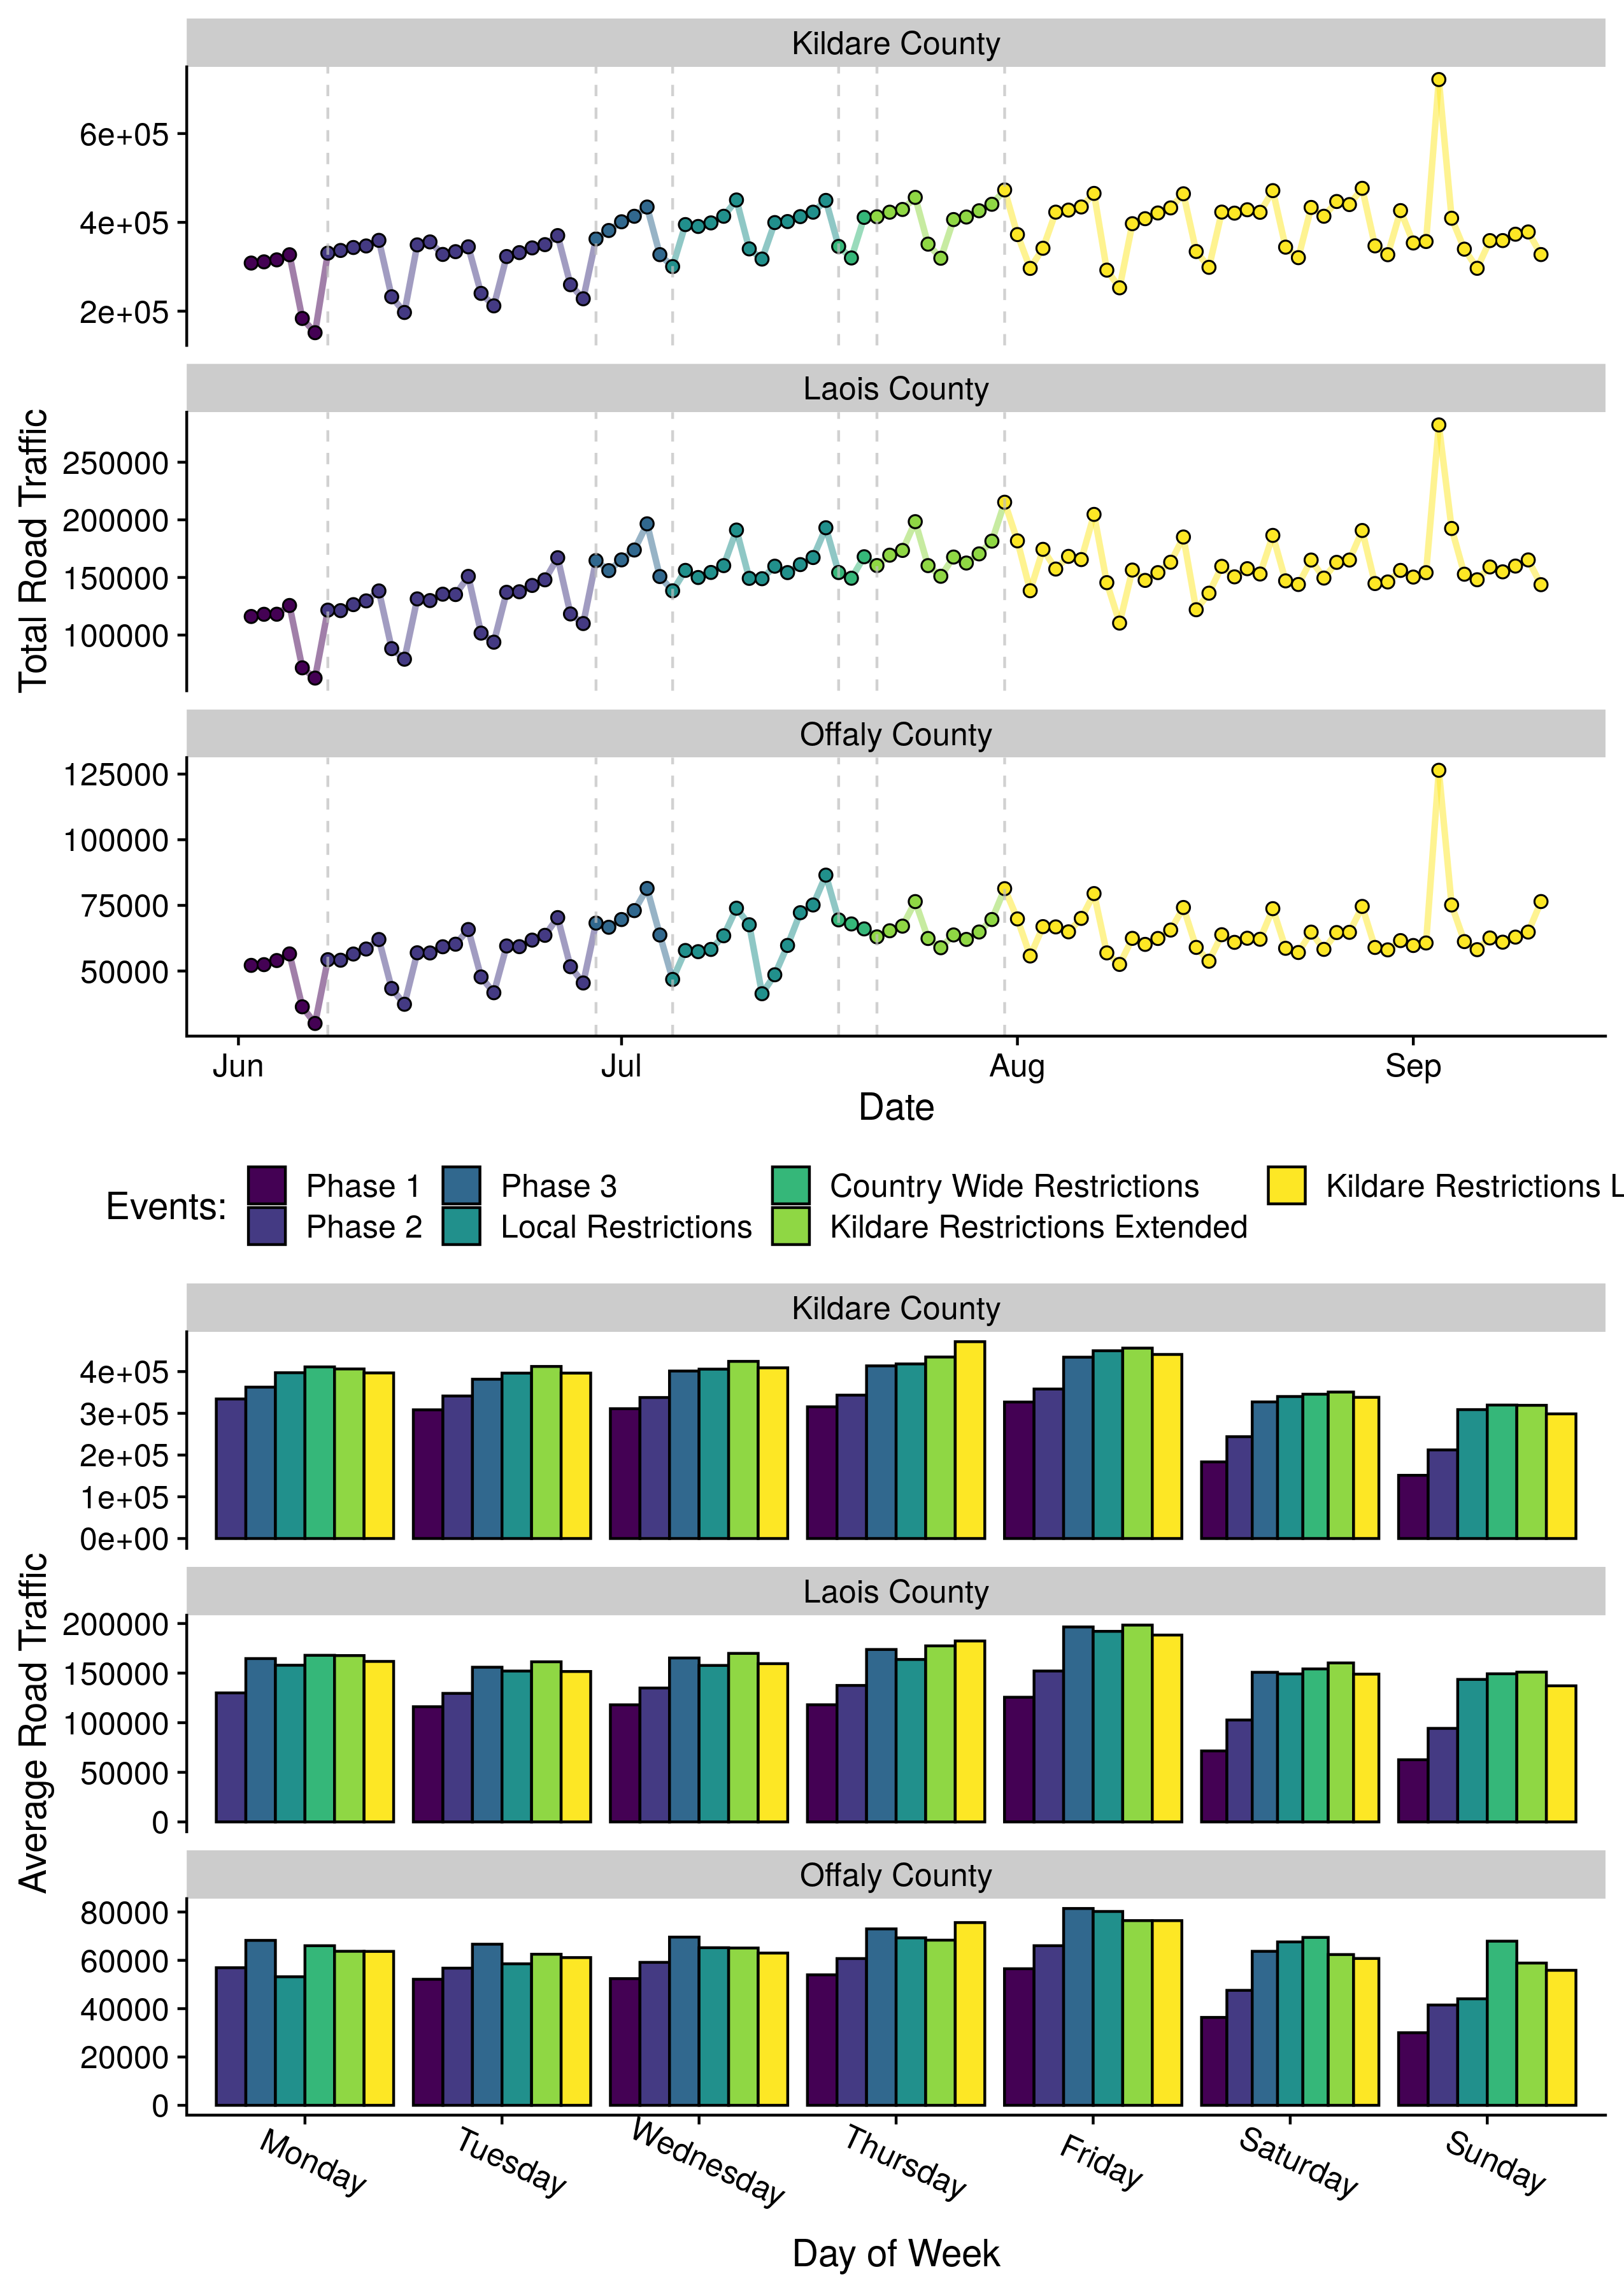 Kildare County
6e+05
4e+05
2e+05
Laois County
Total Road Traffic
250000
200000
150000
100000
Offaly County
125000
100000
75000
50000
Jun Jul Aug Sep
Date
Events:
Phase 1 Phase 3 Country Wide Restrictions Kildare Restrictions L
Phase 2 Local Restrictions Kildare Restrictions Extended
Kildare County
4e+05
3e+05
2e+05
1e+05
0e+00
Average Road Traffic
Laois County
200000
150000
100000
50000
0
Offaly County
80000
60000
40000
20000
0
Monday Tuesday Wednesday Thursday Friday Saturday Sunday
Day of Week